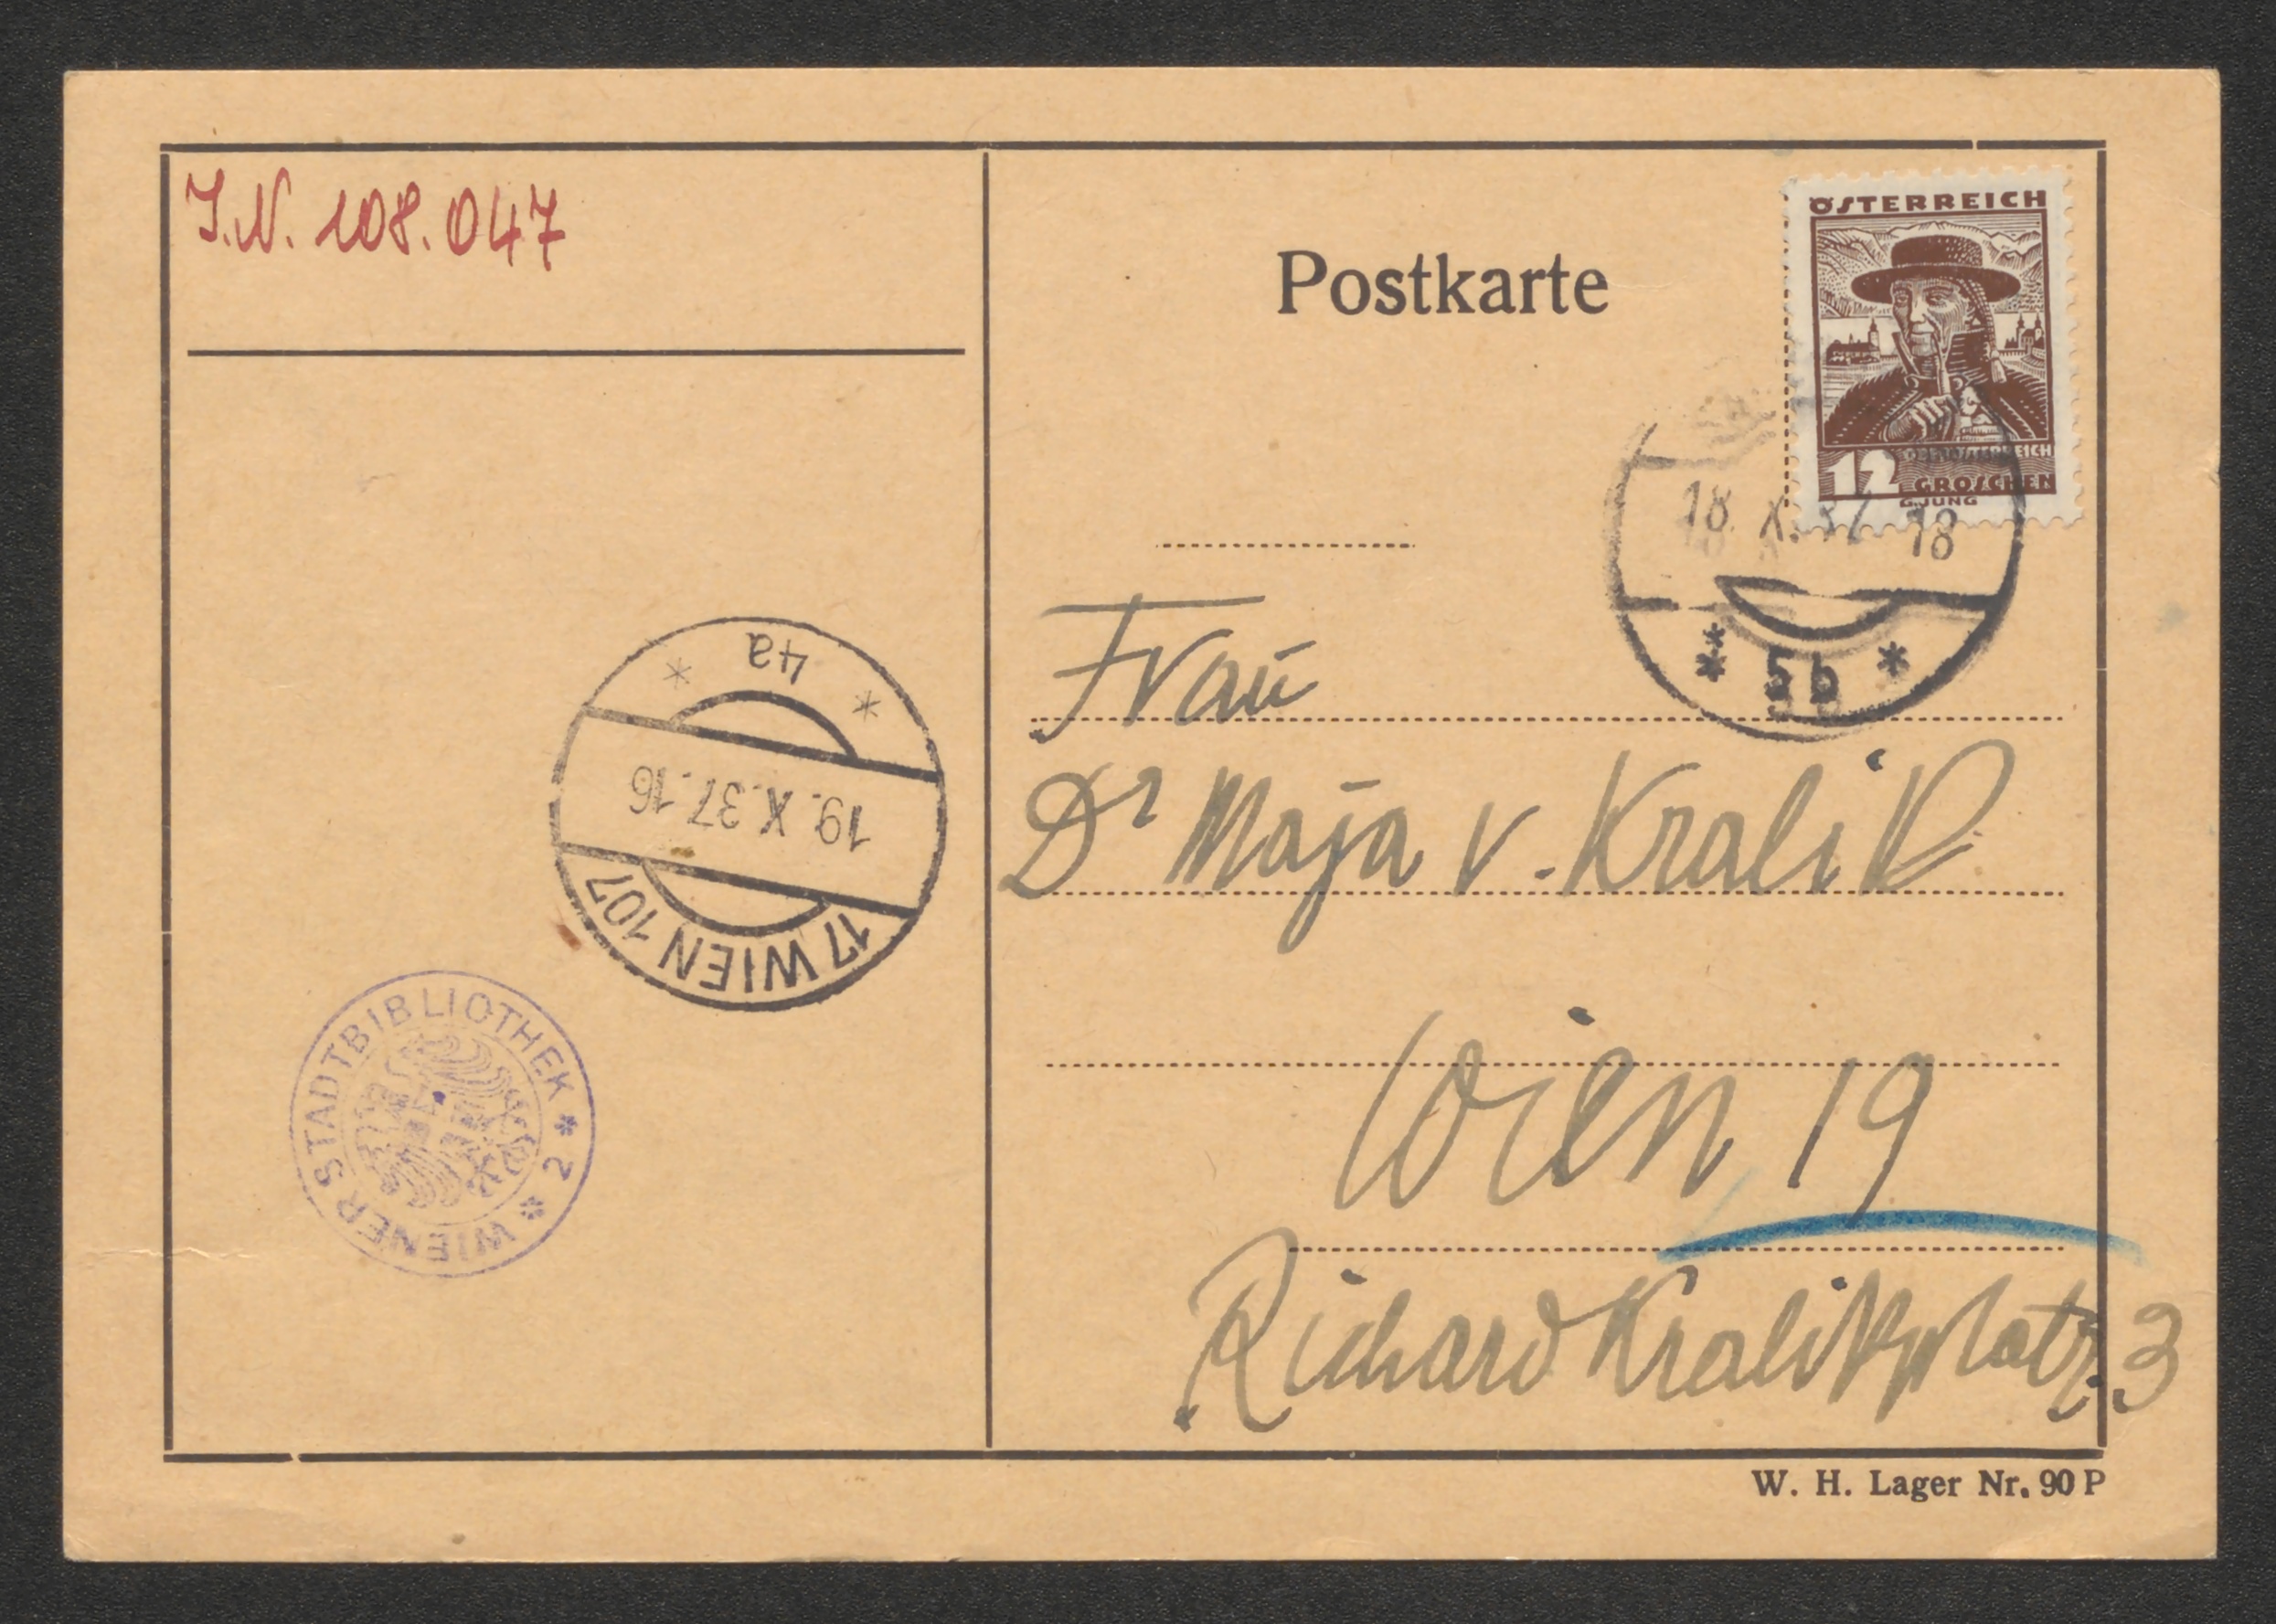 J.N. 108.047
Postkarte
ÖSTERREICH
12 GROSCHEN
G.JUNG
18. X. 37 18
* 5b *
* 4a *
19. X. 37. 16
17 WIEN 107
Frau
Dr Maja v. Kralik
Wien 19
Richard Kralikplatz 3
WIENER STADTBIBLIOTHEK * 2 *
W. H. Lager Nr. 90 P